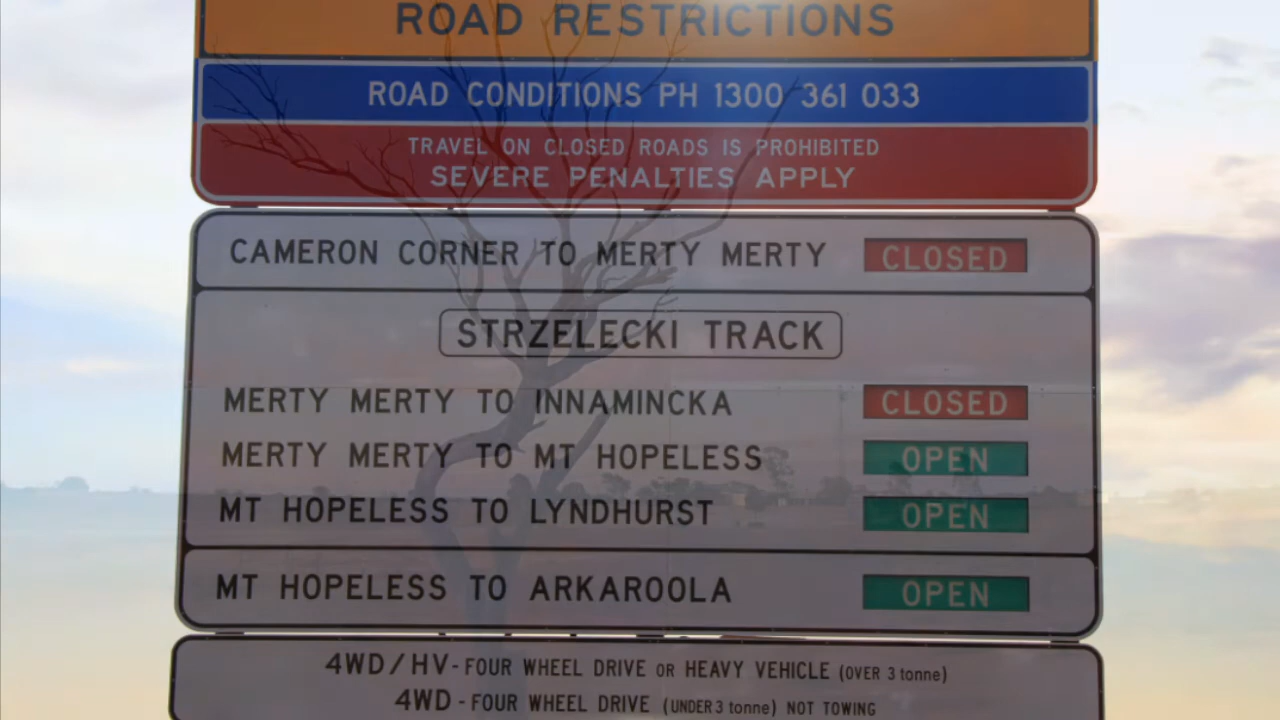 ROAD RESTRICTIONS
ROAD CONDITIONS PH 1300 361 033
TRAVEL ON CLOSED ROADS IS PROHIBITED
SEVERE PENALTIES APPLY
CAMERON CORNER TO MERTY MERTY CLOSED
STRZELECKI TRACK
MERTY MERTY TO INNAMINCKA CLOSED
MERTY MERTY TO MT HOPELESS OPEN
MT HOPELESS TO LYNDHURST OPEN
MT HOPELESS TO ARKAROOLA OPEN
4WD/HV - FOUR WHEEL DRIVE OR HEAVY VEHICLE (OVER 3 tonne)
4WD - FOUR WHEEL DRIVE (UNDER 3 tonne) NOT TOWING